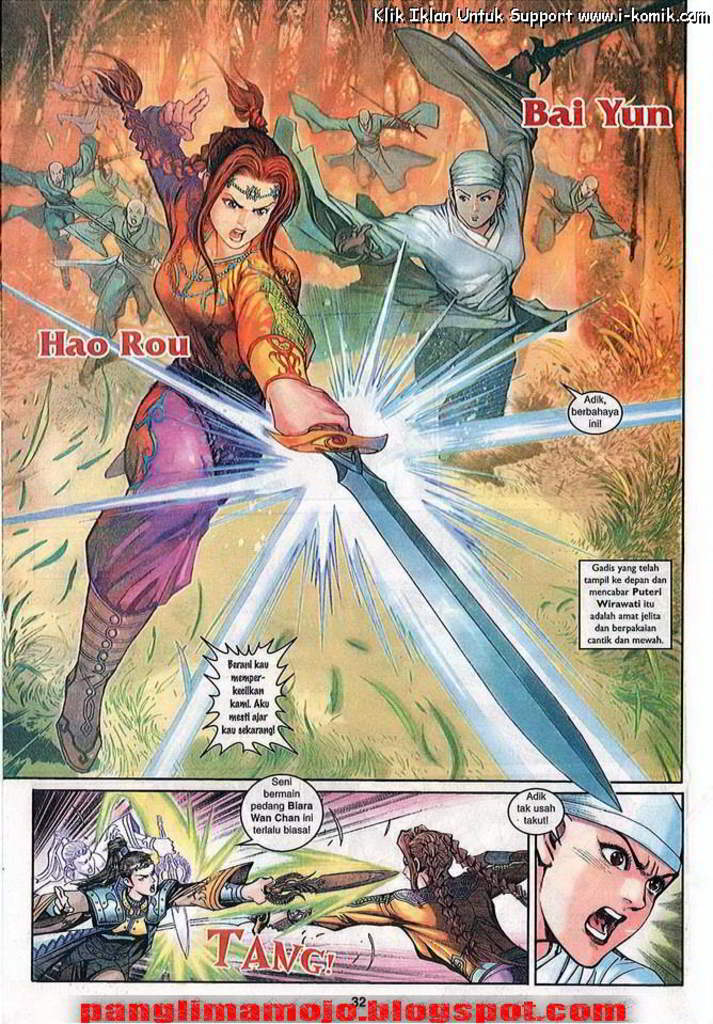 Klik Iklan Untuk Support www.i-komik.com
Bai Yun
Hao Rou
Adik,
berbahaya
ini!
Gadis yang telah
tampil ke depan dan
mencabar Puteri
Wirawati itu
adalah amat jelita
dan berpakaian
cantik dan mewah.
Berani kau
memper-
kecilkan
kami. Aku
mesti ajar
kau sekarang!
Seni
bermain
pedang Biara
Wan Chan ini
terlalu biasa!
Adik
tak usah
takut!
TANG!
32
panglimamojo.blogspot.com